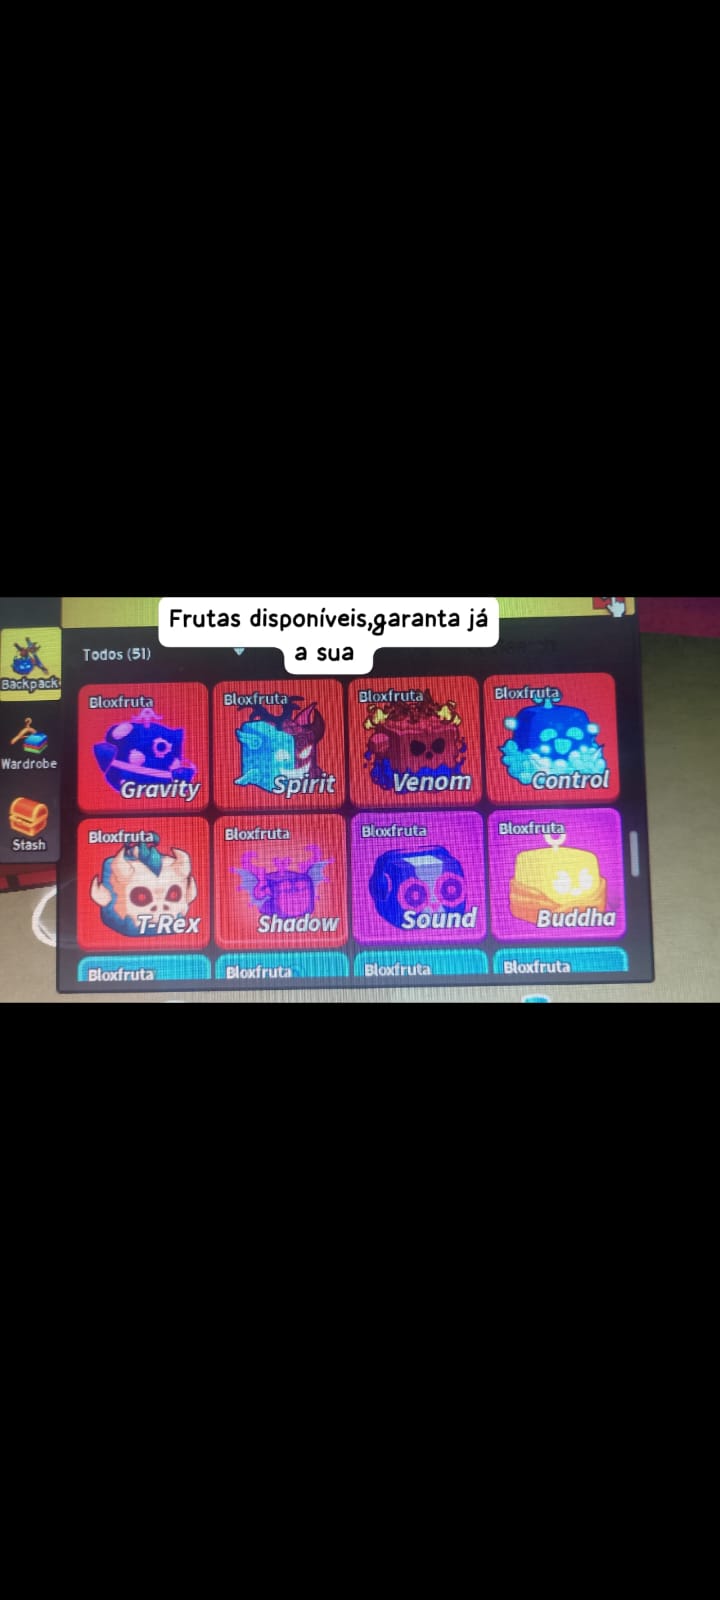 Frutas disponíveis,garanta já
a sua
Todos (51)
Backpack
Wardrobe
Stash
Bloxfruta
Gravity
Bloxfruta
Spirit
Bloxfruta
Venom
Bloxfruta
Control
Bloxfruta
T-Rex
Bloxfruta
Shadow
Bloxfruta
Sound
Bloxfruta
Buddha
Bloxfruta
Bloxfruta
Bloxfruta
Bloxfruta